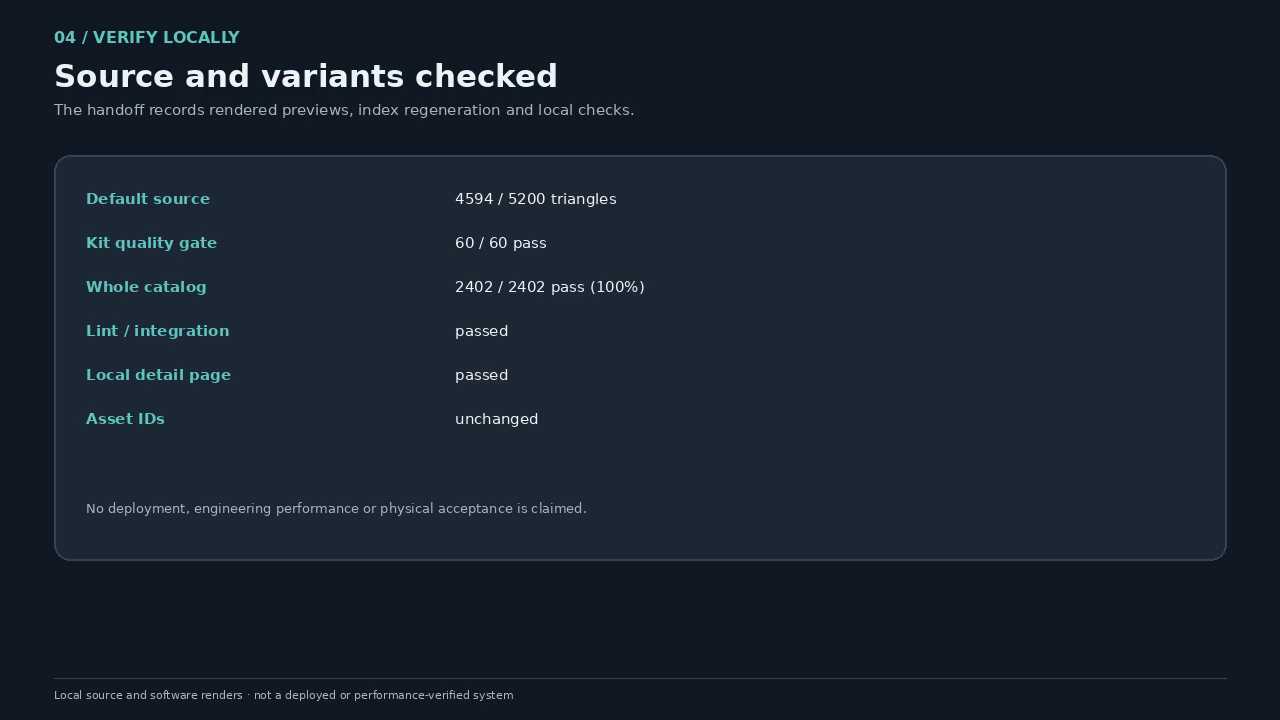 04 / VERIFY LOCALLY
Source and variants checked
The handoff records rendered previews, index regeneration and local checks.
Default source 4594 / 5200 triangles
Kit quality gate 60 / 60 pass
Whole catalog 2402 / 2402 pass (100%)
Lint / integration passed
Local detail page passed
Asset IDs unchanged
No deployment, engineering performance or physical acceptance is claimed.
Local source and software renders · not a deployed or performance-verified system